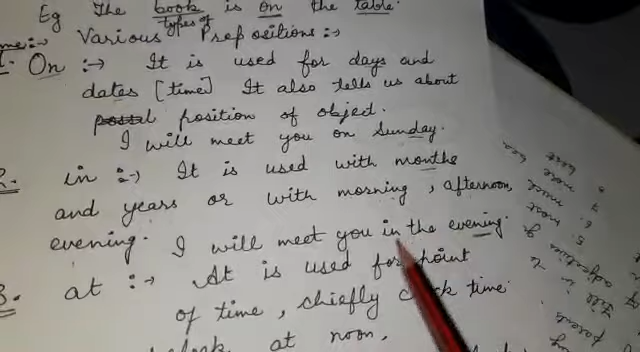 Eg The book is on the table.
Various types of Prepositions :→
1. On :→ It is used for days and
dates [time] It also tells us about
position of object.
I will meet you on Sunday.
2. in :→ It is used with months
and years or with morning, afternoon,
evening. I will meet you in the evening.
3. at :→ It is used for point
of time, chiefly clock time
at noon,